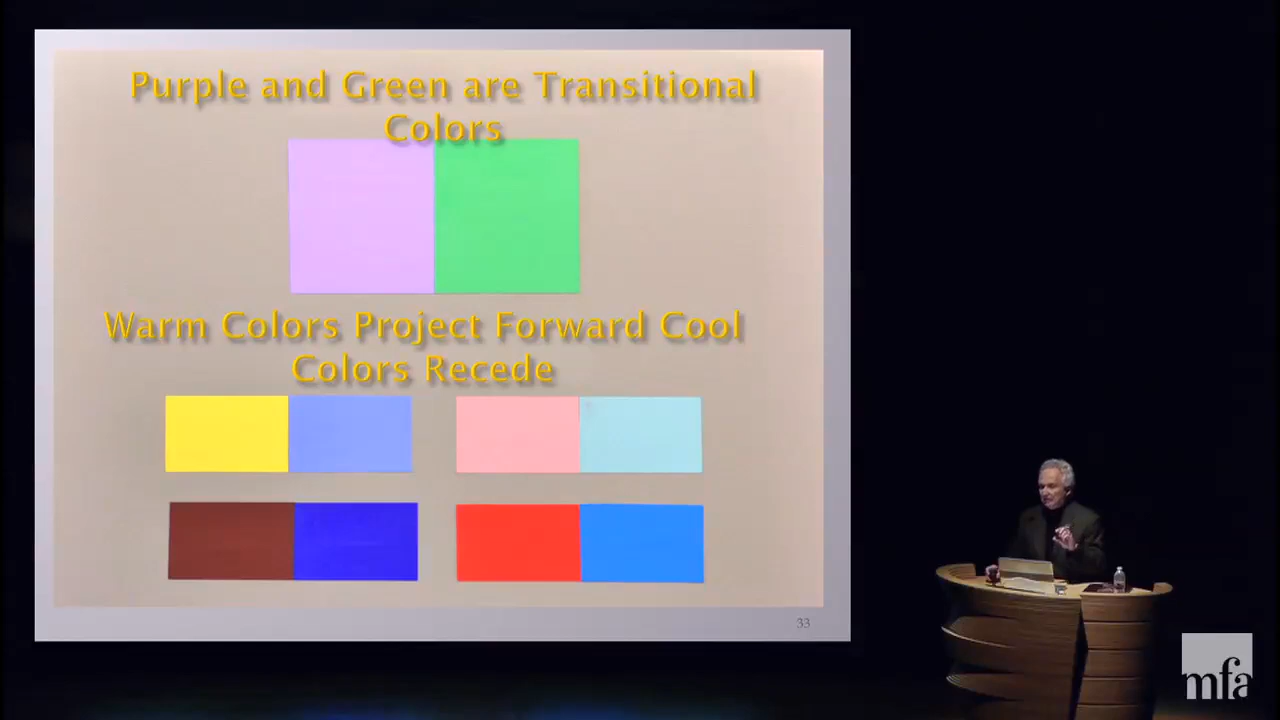 Purple and Green are Transitional
Colors
Warm Colors Project Forward Cool
Colors Recede
33
mfa